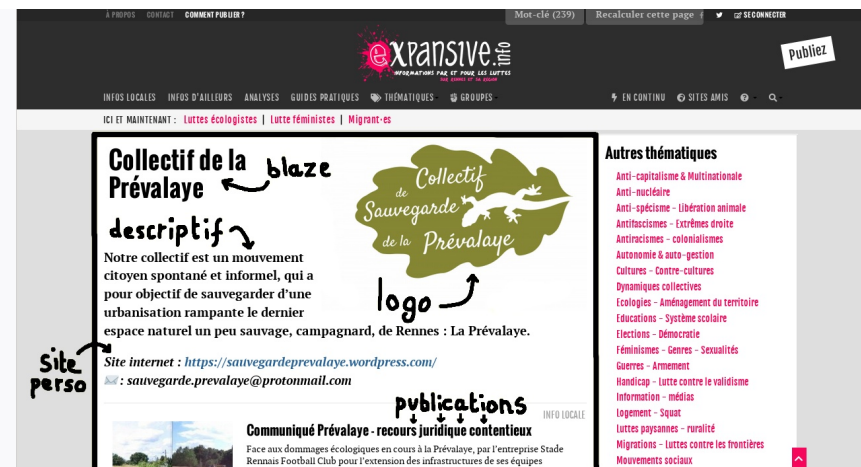 À PROPOS CONTACT COMMENT PUBLIER ? Mot-clé (239) Recalculer cette page SE CONNECTER
eXpansive.info
INFORMATIONS PAR ET POUR LES LUTTES
SUR RENNES ET SA RÉGION
Publiez
INFOS LOCALES INFOS D'AILLEURS ANALYSES GUIDES PRATIQUES THÉMATIQUES GROUPES EN CONTINU SITES AMIS
ICI ET MAINTENANT : Luttes écologistes | Lutte féministes | Migrant·es
Collectif de la
Prévalaye
blaze
descriptif
Notre collectif est un mouvement
citoyen spontané et informel, qui a
pour objectif de sauvegarder d’une
urbanisation rampante le dernier
espace naturel un peu sauvage, campagnard, de Rennes : La Prévalaye.
Collectif
de
Sauvegarde
de la Prévalaye
logo
site
perso
Site internet : https://sauvegardeprevalaye.wordpress.com/
: sauvegarde.prevalaye@protonmail.com
publications
INFO LOCALE
Communiqué Prévalaye - recours juridique contentieux
Face aux dommages écologiques en cours à la Prévalaye, par l’entreprise Stade
Rennais Football Club pour l’extension des infrastructures de ses équipes
Autres thématiques
Anti-capitalisme & Multinationale
Anti-nucléaire
Anti-spécisme - Libération animale
Antifascismes - Extrêmes droite
Antiracismes - colonialismes
Autonomie & auto-gestion
Cultures - Contre-cultures
Dynamiques collectives
Ecologies - Aménagement du territoire
Educations - Système scolaire
Elections - Démocratie
Féminismes - Genres - Sexualités
Guerres - Armement
Handicap - Lutte contre le validisme
Information - médias
Logement - Squat
Luttes paysannes - ruralité
Migrations - Luttes contre les frontières
Mouvements sociaux